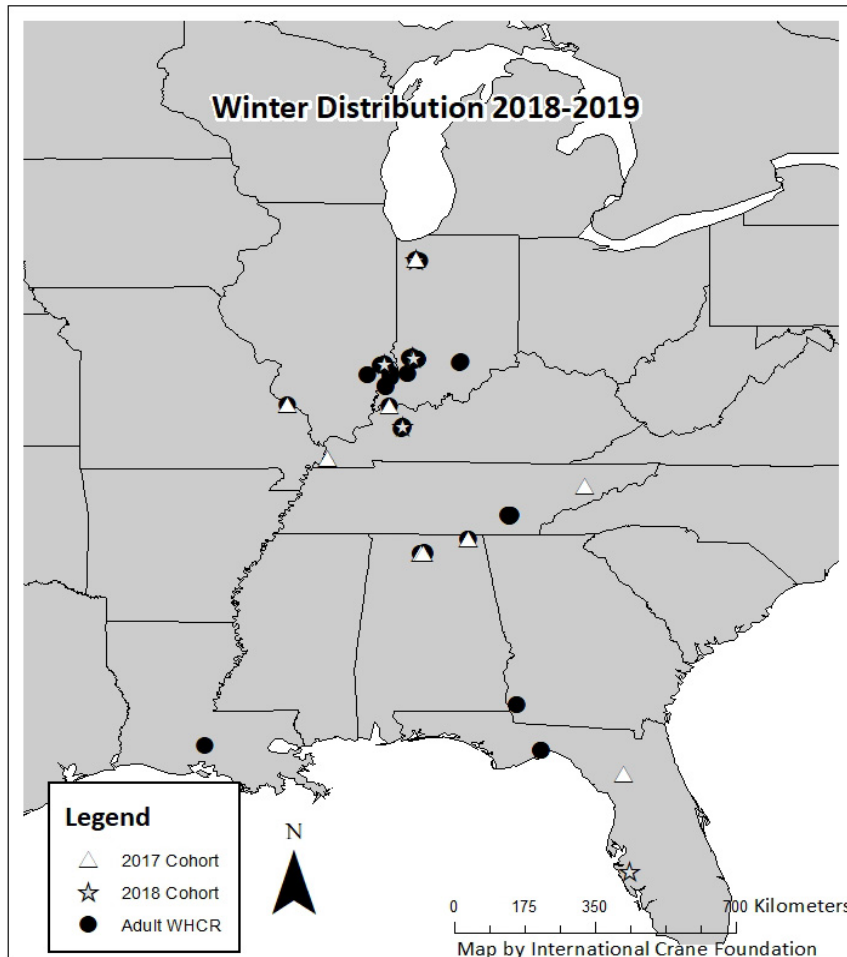 Winter Distribution 2018-2019
Legend
2017 Cohort
2018 Cohort
Adult WHCR
N
0 175 350 700 Kilometers
Map by International Crane Foundation